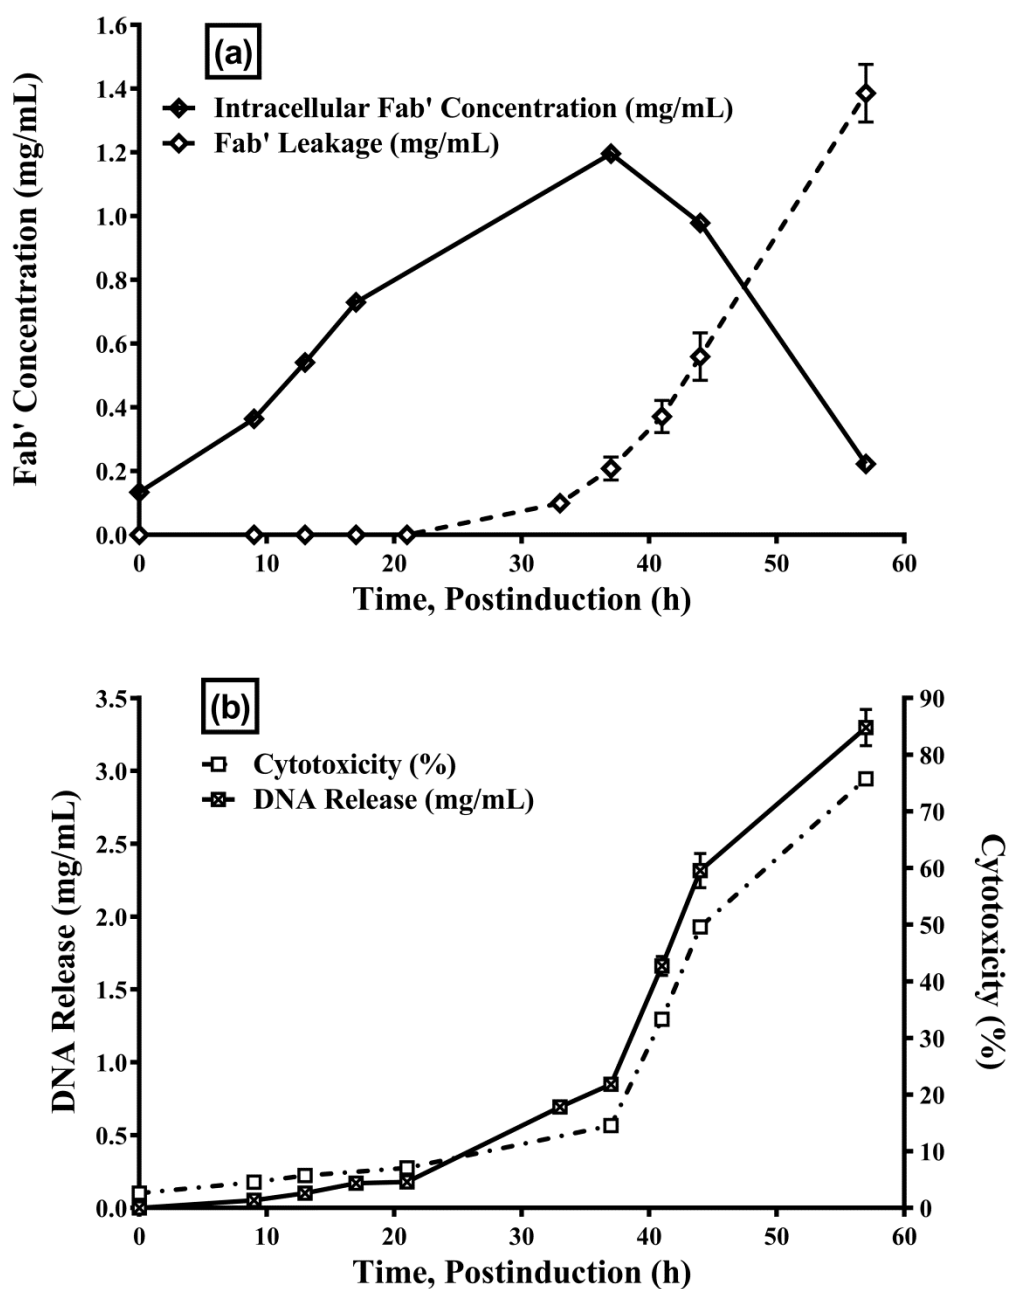 (a)
Intracellular Fab' Concentration (mg/mL)
Fab' Leakage (mg/mL)
Fab' Concentration (mg/mL)
1.6
1.4
1.2
1.0
0.8
0.6
0.4
0.2
0.0
0 10 20 30 40 50 60
Time, Postinduction (h)
(b)
Cytotoxicity (%)
DNA Release (mg/mL)
DNA Release (mg/mL)
3.5
3.0
2.5
2.0
1.5
1.0
0.5
0.0
90
80
70
60
50
40
30
20
10
0
Cytotoxicity (%)
0 10 20 30 40 50 60
Time, Postinduction (h)